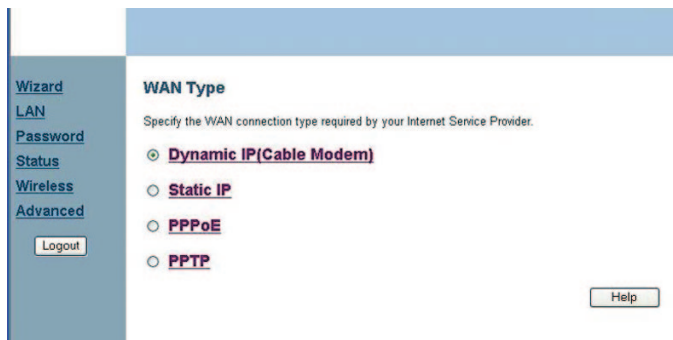 Wizard
LAN
Password
Status
Wireless
Advanced
Logout
WAN Type
Specify the WAN connection type required by your Internet Service Provider.
Dynamic IP(Cable Modem)
Static IP
PPPoE
PPTP
Help